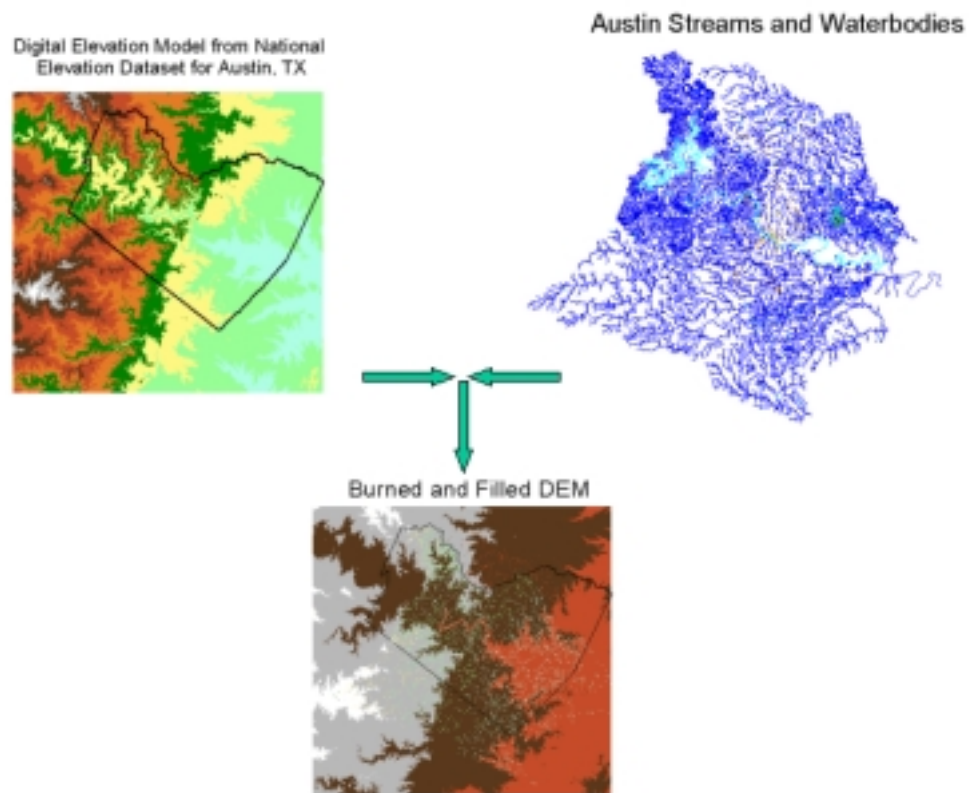 Digital Elevation Model from National
Elevation Dataset for Austin, TX
Austin Streams and Waterbodies
Burned and Filled DEM